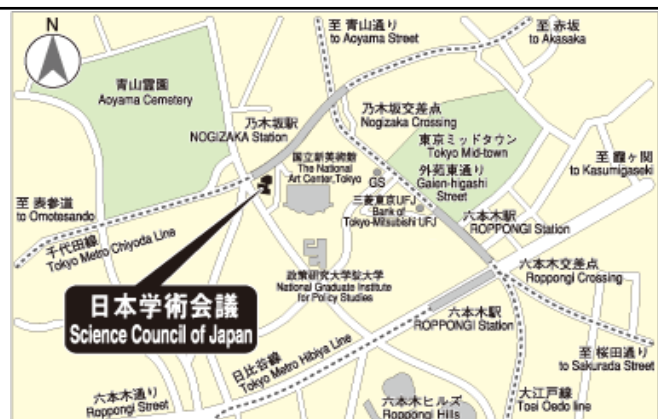 N
至 青山通り
to Aoyama Street
至 赤坂
to Akasaka
青山霊園
Aoyama Cemetery
乃木坂駅
NOGIZAKA Station
乃木坂交差点
Nogizaka Crossing
東京ミッドタウン
Tokyo Mid-town
国立新美術館
The National
Art Center,Tokyo
GS
外苑東通り
Gaien-higashi
Street
至 霞ヶ関
to Kasumigaseki
三菱東京UFJ
Bank of
Tokyo-Mitsubishi UFJ
至 表参道
to Omotesando
六本木駅
ROPPONGI Station
千代田線
Tokyo Metro Chiyoda Line
政策研究大学院大学
National Graduate Institute
for Policy Studies
六本木交差点
Roppongi Crossing
日本学術会議
Science Council of Japan
六本木駅
ROPPONGI Station
日比谷線
Tokyo Metro Hibiya Line
至 桜田通り
to Sakurada Street
六本木通り
Roppongi Street
六本木ヒルズ
Roppongi Hills
大江戸線
Toei Oedo line